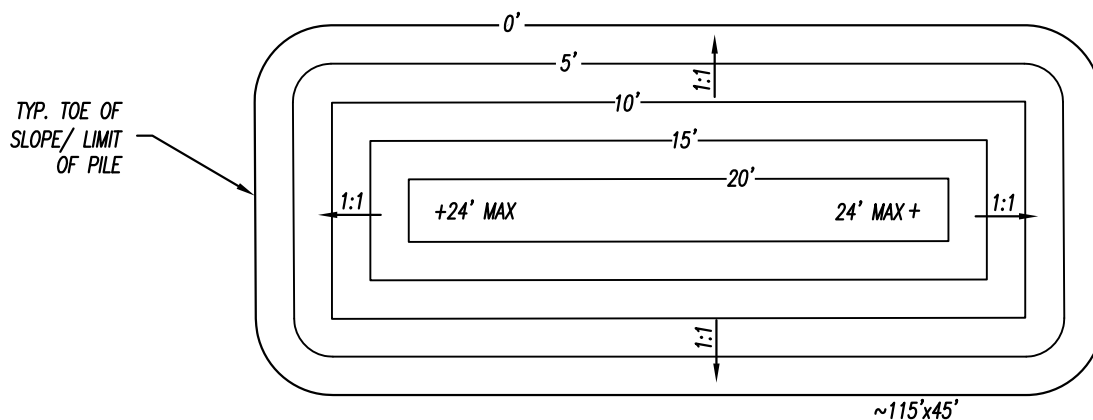 0'
5'
10'
15'
20'
TYP. TOE OF
SLOPE/ LIMIT
OF PILE
1:1
1:1
+24' MAX
24' MAX+
1:1
1:1
~115'x45'